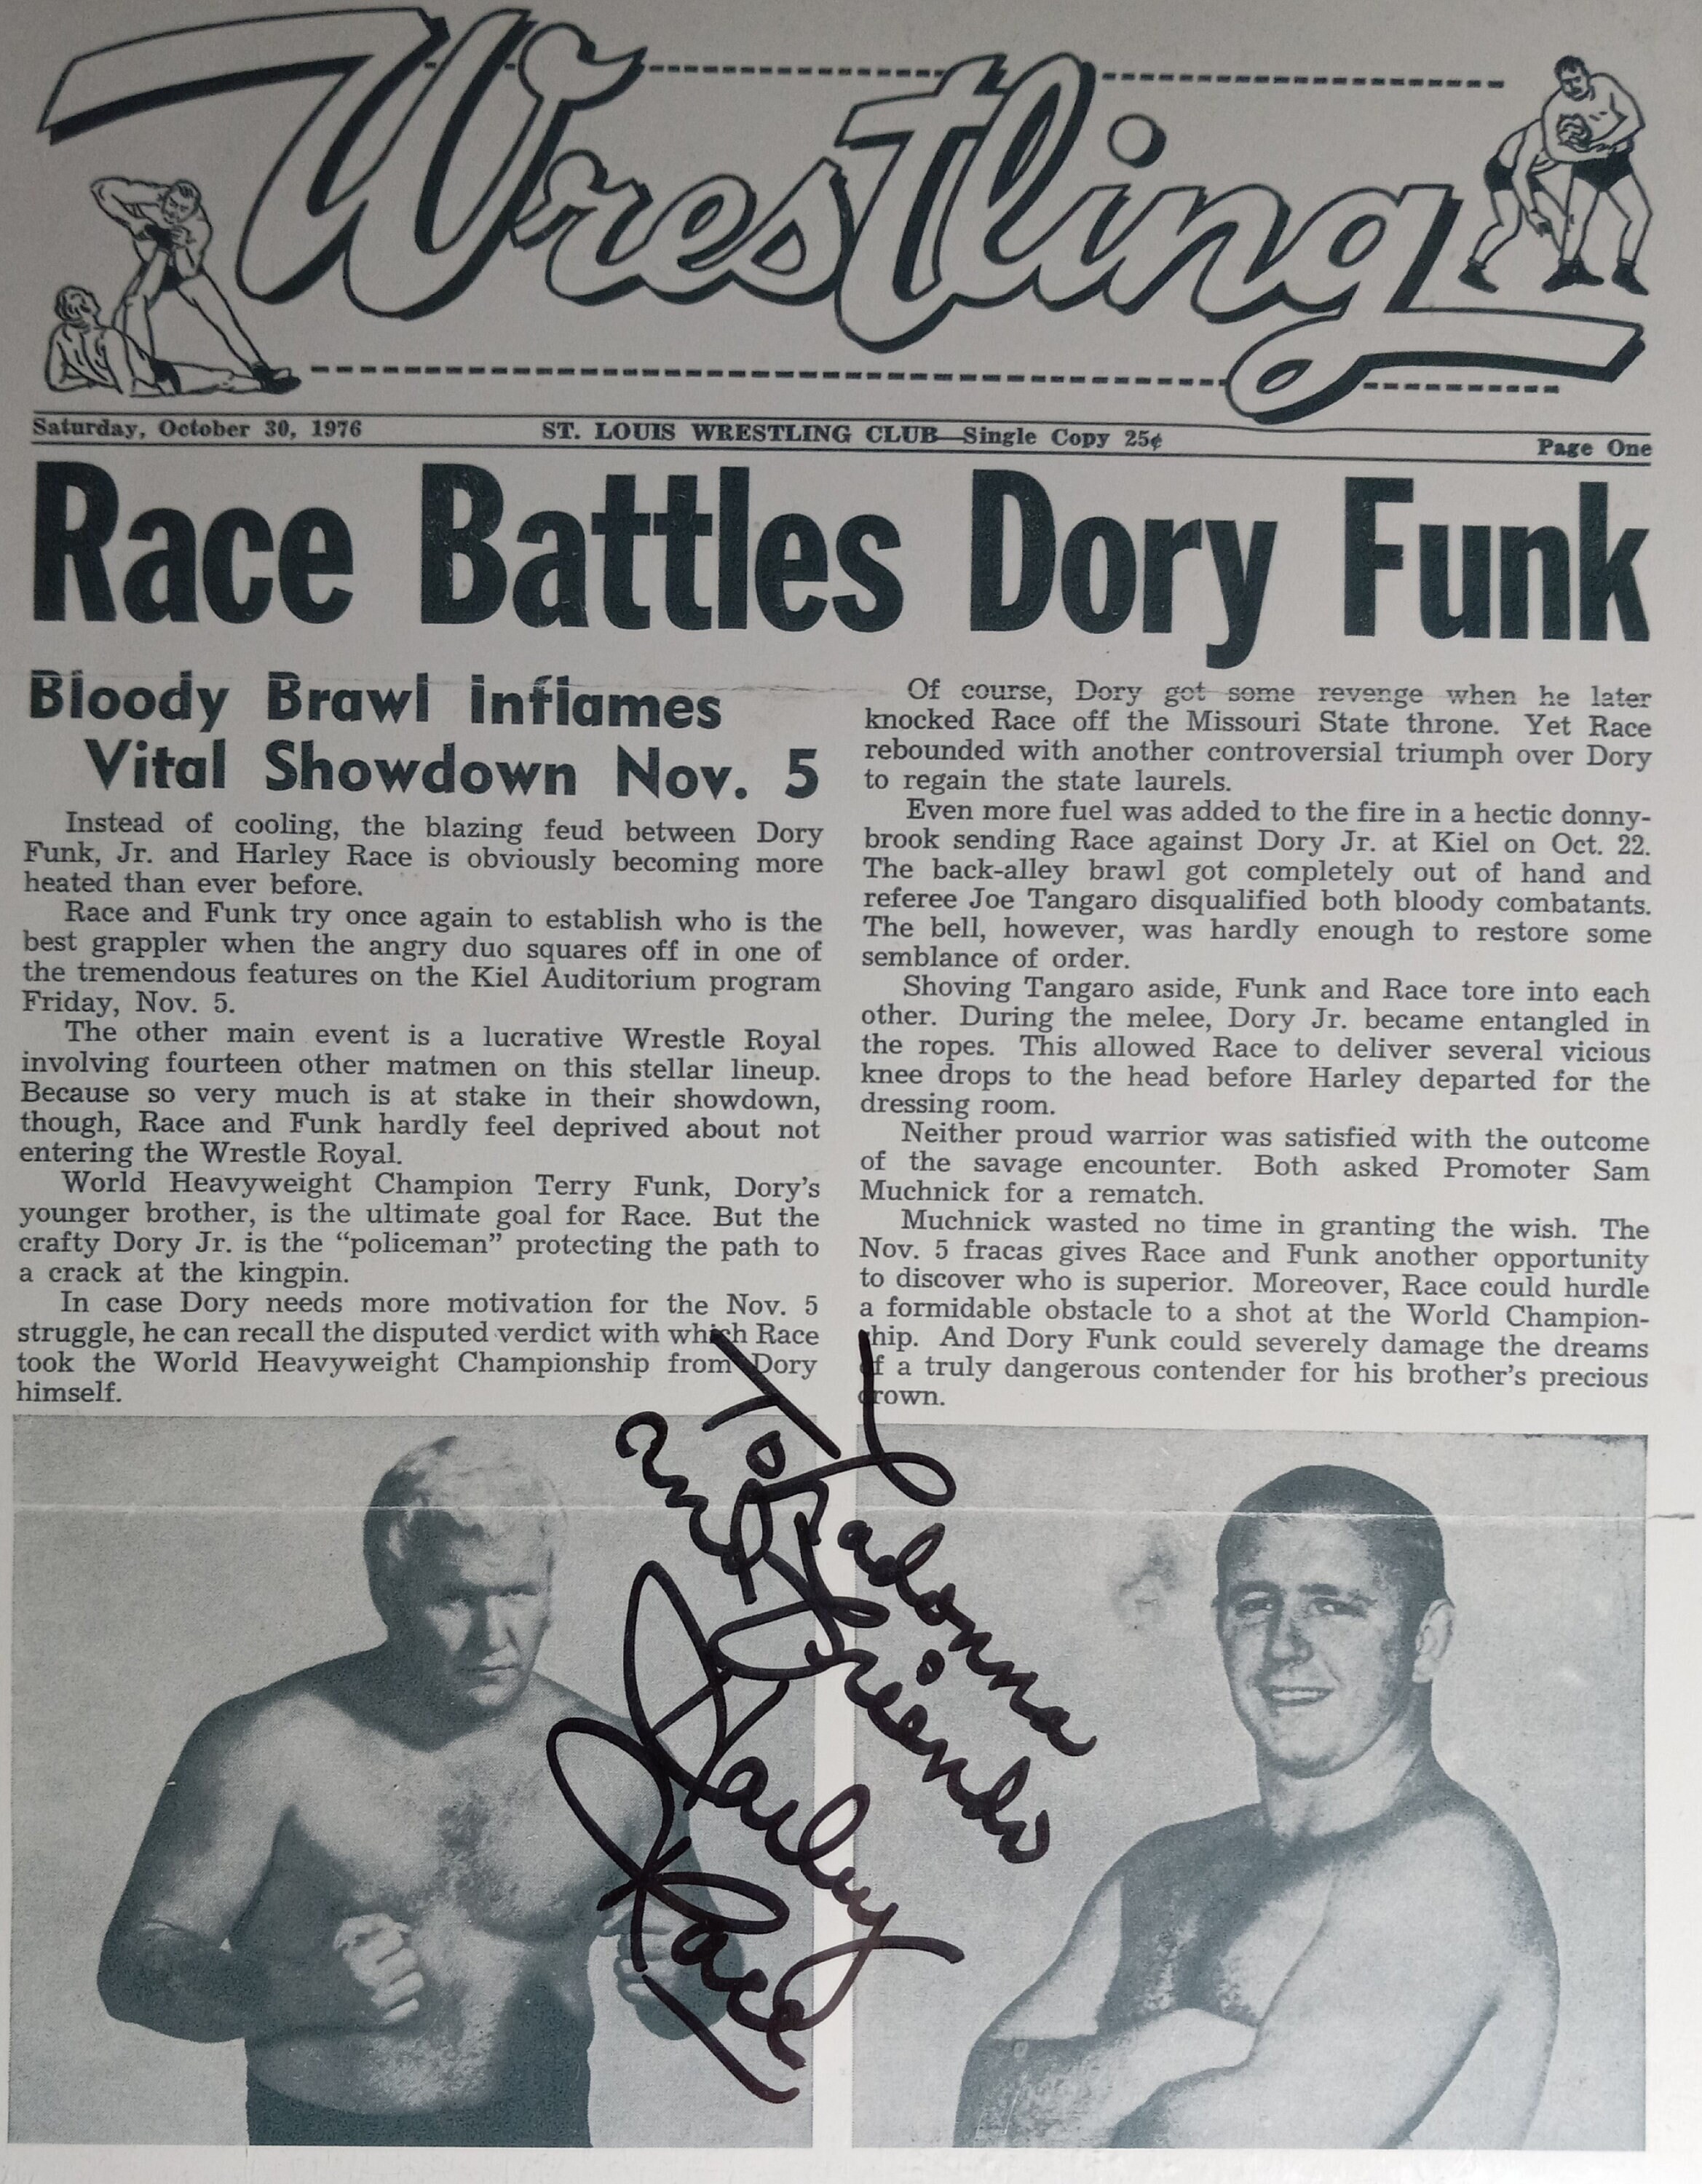 Wrestling
Saturday, October 30, 1976 ST. LOUIS WRESTLING CLUB—Single Copy 25¢ Page One
Race Battles Dory Funk
Bloody Brawl Inflames
Vital Showdown Nov. 5
Instead of cooling, the blazing feud between Dory
Funk, Jr. and Harley Race is obviously becoming more
heated than ever before.
Race and Funk try once again to establish who is the
best grappler when the angry duo squares off in one of
the tremendous features on the Kiel Auditorium program
Friday, Nov. 5.
The other main event is a lucrative Wrestle Royal
involving fourteen other matmen on this stellar lineup.
Because so very much is at stake in their showdown,
though, Race and Funk hardly feel deprived about not
entering the Wrestle Royal.
World Heavyweight Champion Terry Funk, Dory's
younger brother, is the ultimate goal for Race. But the
crafty Dory Jr. is the "policeman" protecting the path to
a crack at the kingpin.
In case Dory needs more motivation for the Nov. 5
struggle, he can recall the disputed verdict with which Race
took the World Heavyweight Championship from Dory
himself.
Of course, Dory got some revenge when he later
knocked Race off the Missouri State throne. Yet Race
rebounded with another controversial triumph over Dory
to regain the state laurels.
Even more fuel was added to the fire in a hectic donny-
brook sending Race against Dory Jr. at Kiel on Oct. 22.
The back-alley brawl got completely out of hand and
referee Joe Tangaro disqualified both bloody combatants.
The bell, however, was hardly enough to restore some
semblance of order.
Shoving Tangaro aside, Funk and Race tore into each
other. During the melee, Dory Jr. became entangled in
the ropes. This allowed Race to deliver several vicious
knee drops to the head before Harley departed for the
dressing room.
Neither proud warrior was satisfied with the outcome
of the savage encounter. Both asked Promoter Sam
Muchnick for a rematch.
Muchnick wasted no time in granting the wish. The
Nov. 5 fracas gives Race and Funk another opportunity
to discover who is superior. Moreover, Race could hurdle
a formidable obstacle to a shot at the World Champion-
ship. And Dory Funk could severely damage the dreams
of a truly dangerous contender for his brother's precious
crown.
To Ladonna
and Friends
Harley
Race